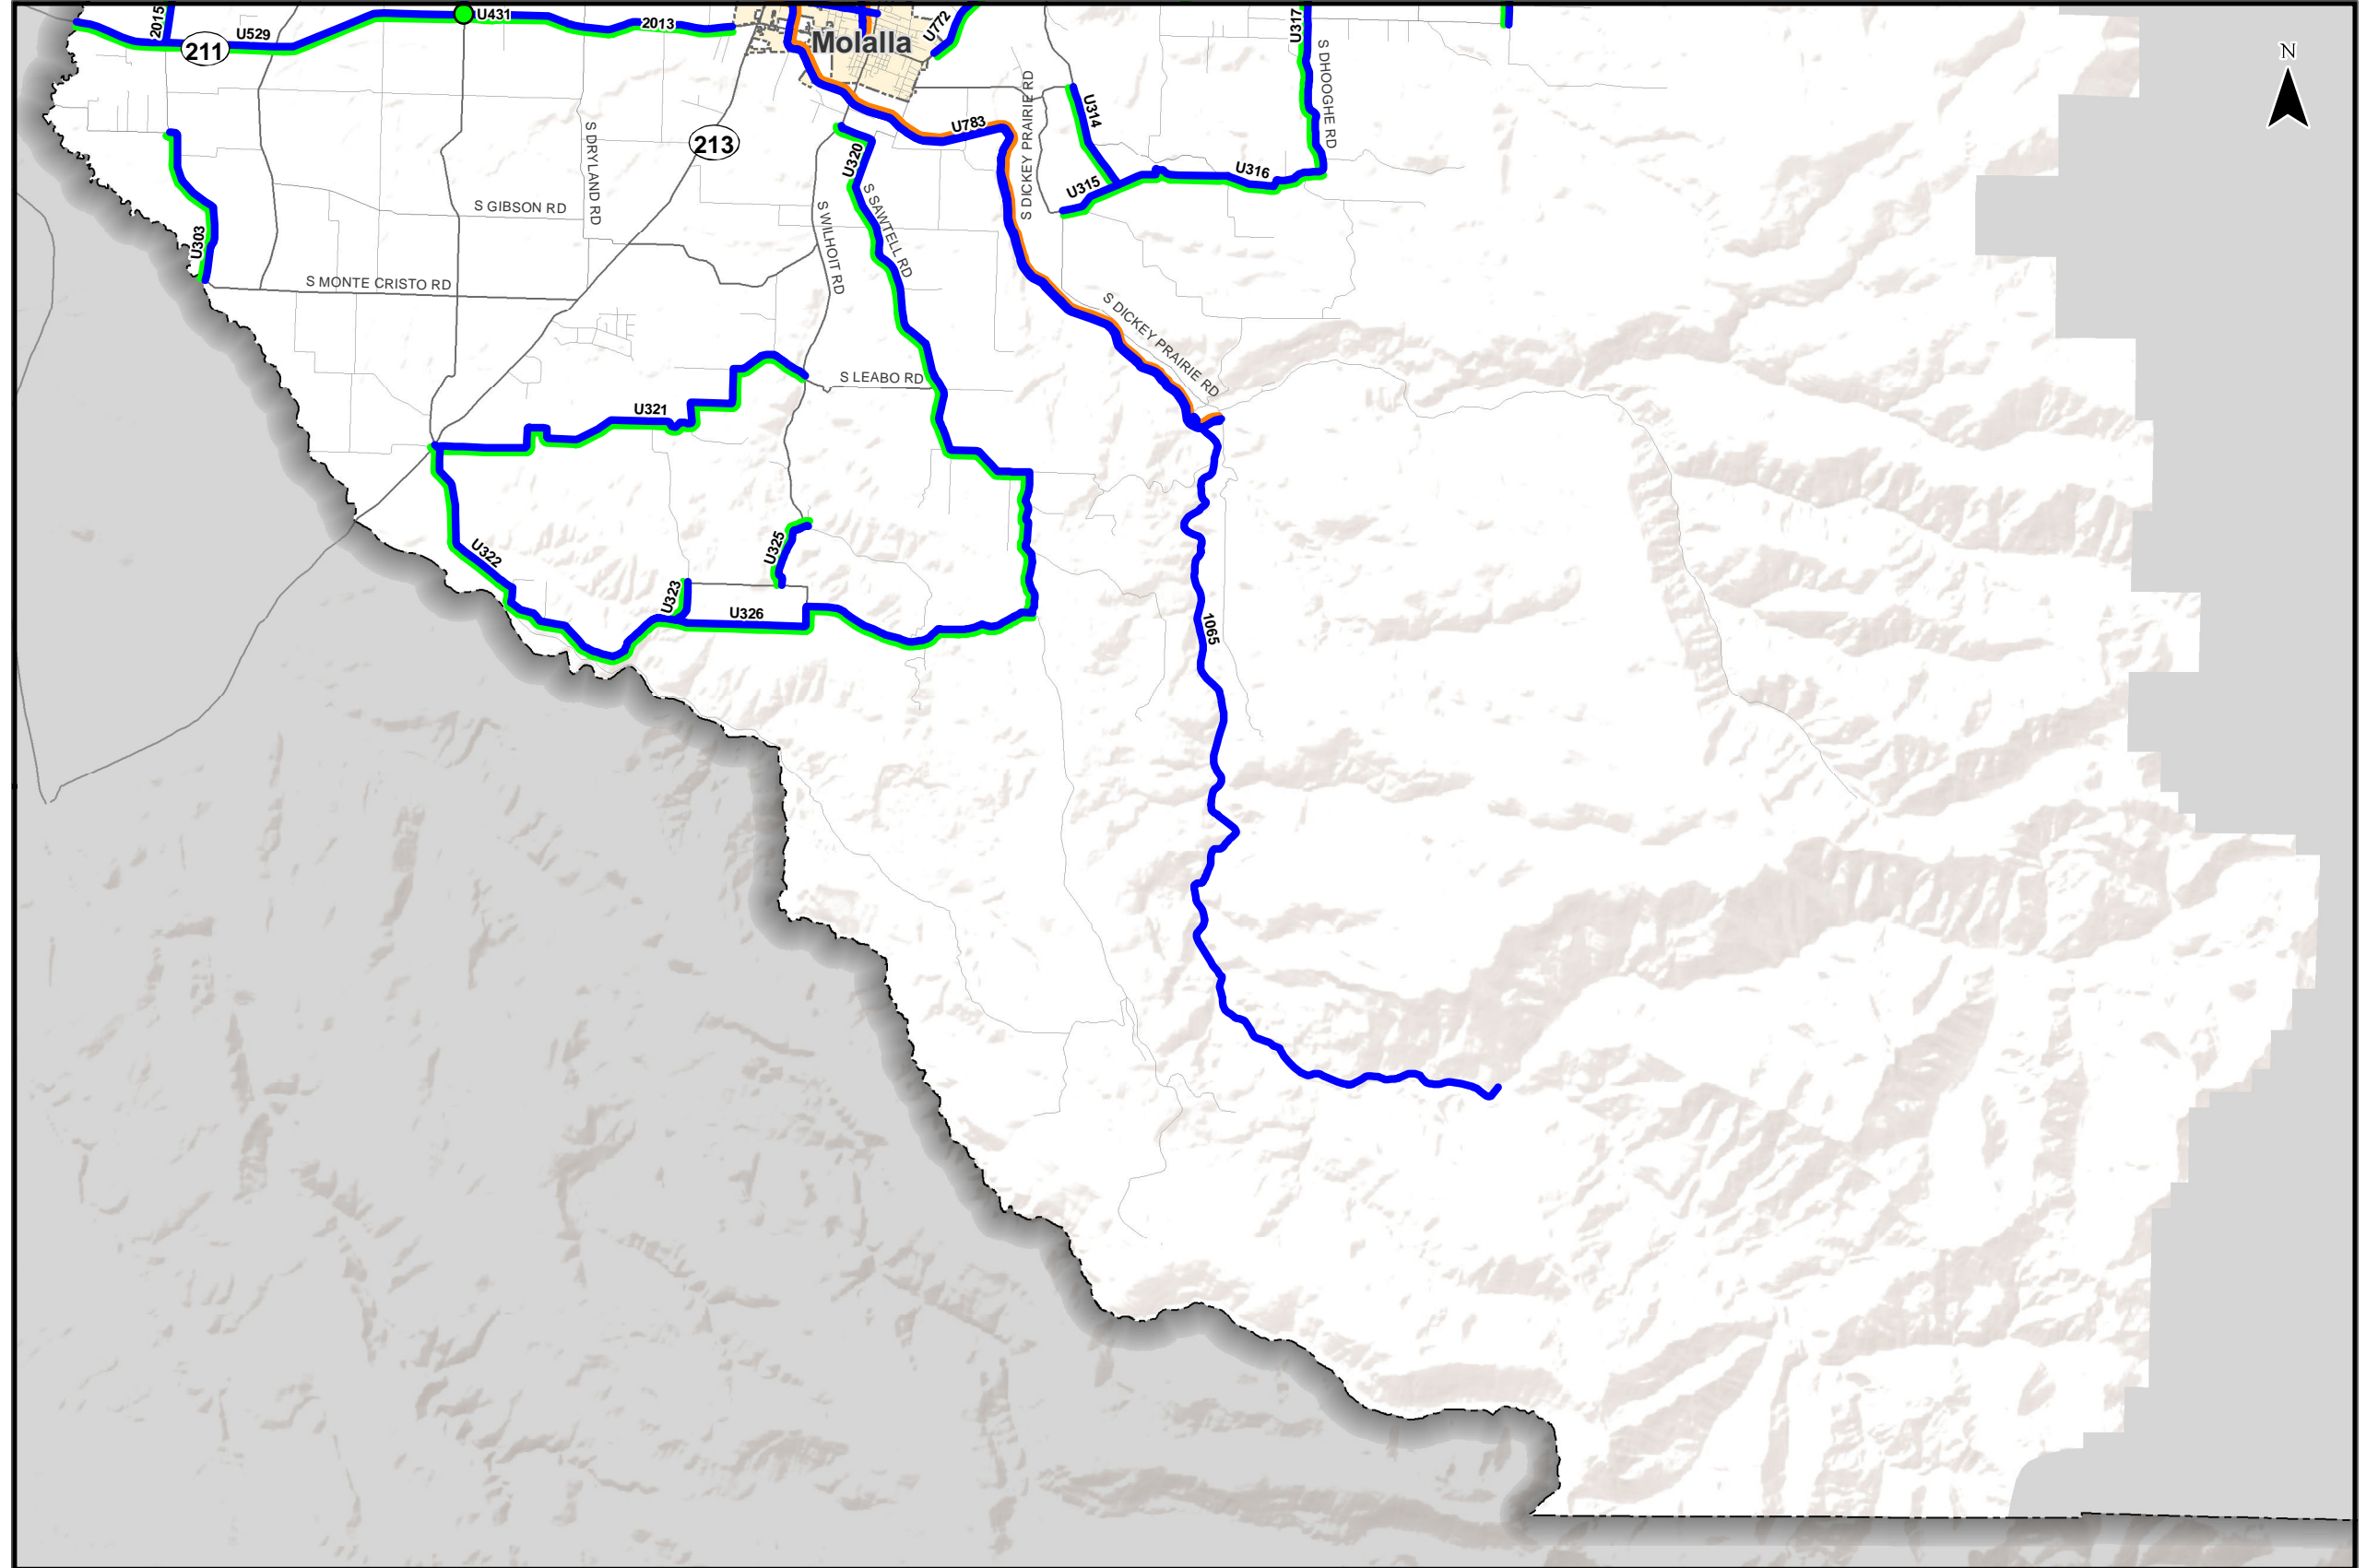 2015
U529
211
U431
2013
Molalla
U772
U317
S DHOOGHE RD
N
U783
S DICKEY PRAIRIE RD
U314
213
S DRYLAND RD
U320
U315
U316
S GIBSON RD
S SAWTELL RD
S WILHOIT RD
U303
S MONTE CRISTO RD
S DICKEY PRAIRIE RD
S LEABO RD
U321
U322
U325
U323
U326
1065